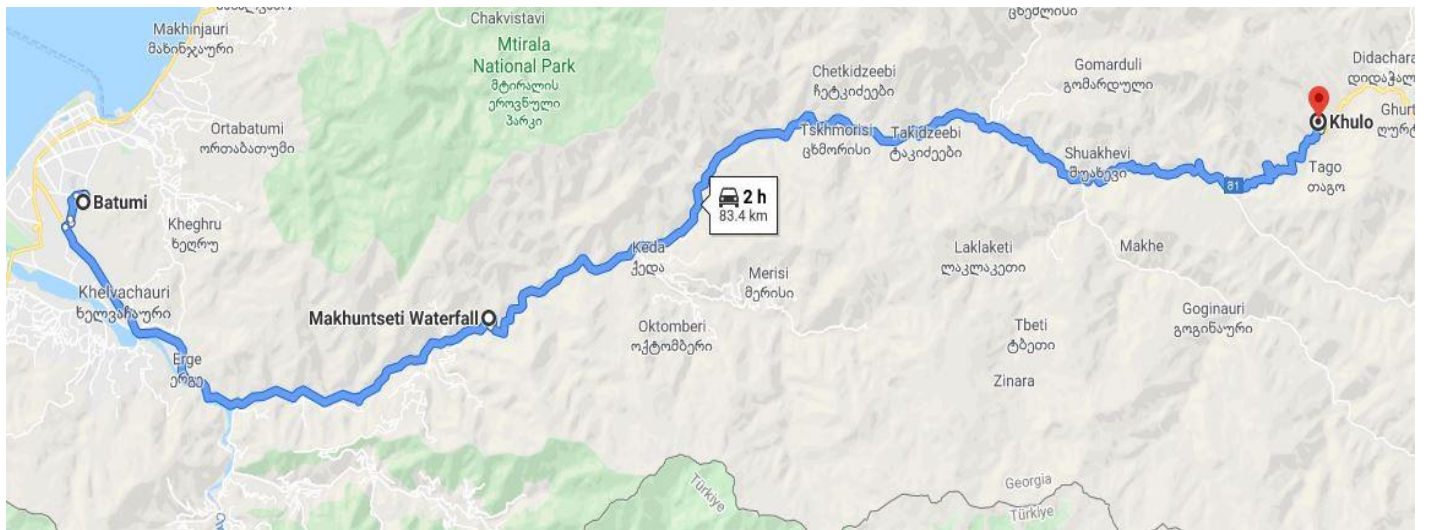 Chakvistavi
Makhinjauri
მახინჯაური
Mtirala
National Park
მტირალის
ეროვნული
პარკი
Chetkidzeebi
ჩეტკიძეები
Gomarduli
გომარდული
Didachara
Ghurt
Khulo
Ortabatumi
ორთაბათუმი
Tskhmorisi
ცხმორისი
Takidzeebi
ტაკიძეები
Shuakhevi
შუახევი
Tago
თაგო
81
Batumi
Kheghru
ხეღრუ
2 h
83.4 km
Keda
ქედა
Merisi
მერისი
Laklaketi
ლაკლაკეთი
Makhe
Khelvachauri
ხელვაჩაური
Makhuntseti Waterfall
Oktomberi
ოქტომბერი
Goginauri
გოგინაური
Tbeti
ტბეთი
Erge
ერგე
Zinara
Türkiye
Georgia
Türkiye